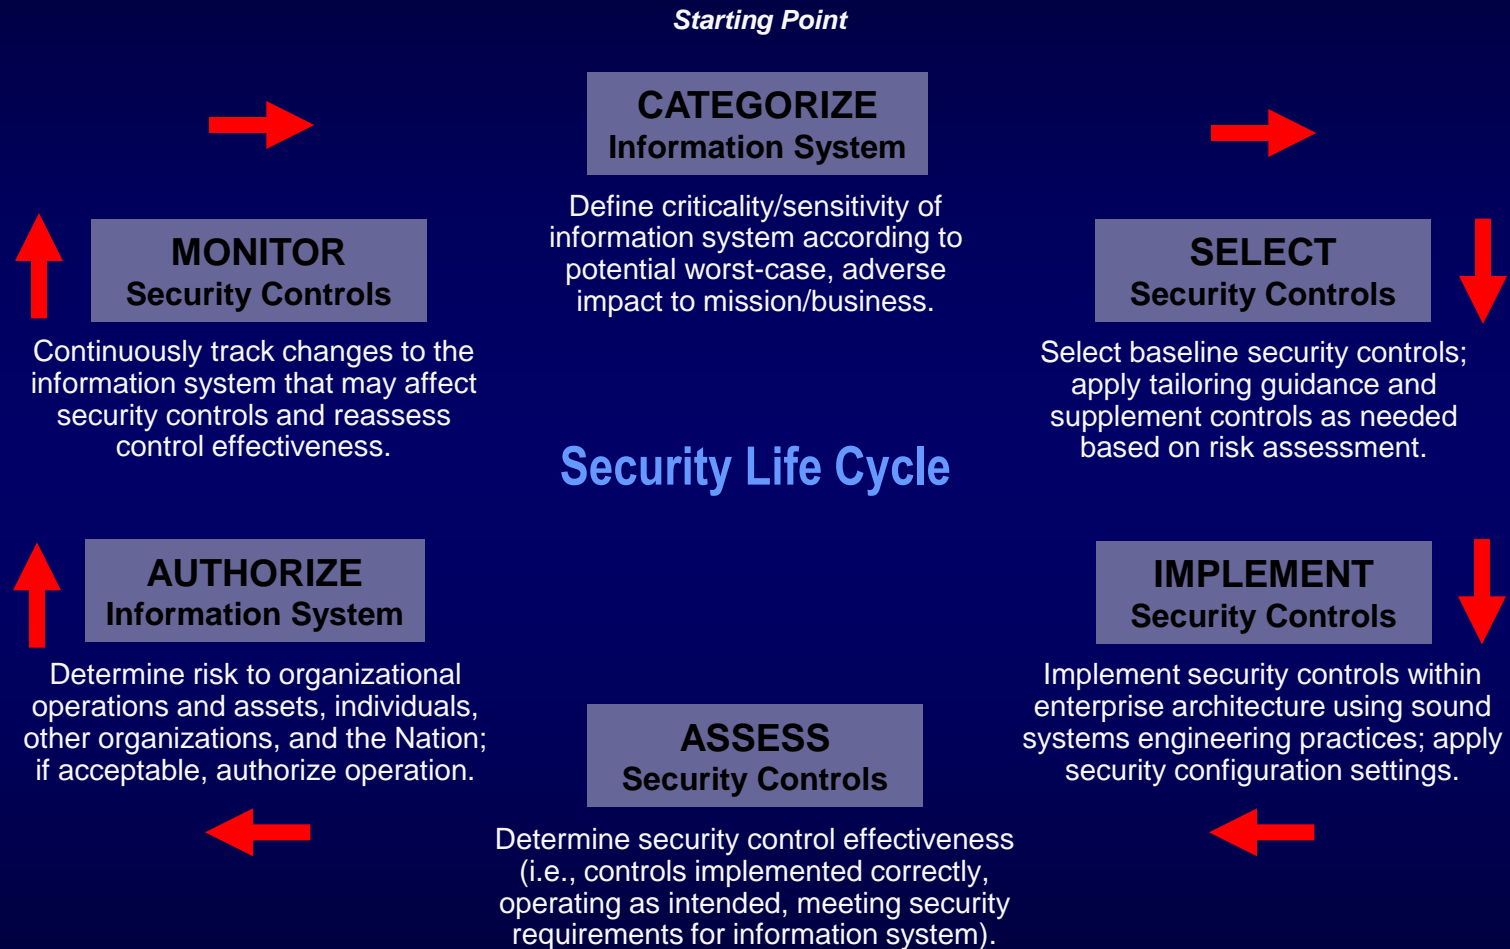 Starting Point
CATEGORIZE
Information System
Define criticality/sensitivity of
information system according to
potential worst-case, adverse
impact to mission/business.
MONITOR
Security Controls
Continuously track changes to the
information system that may affect
security controls and reassess
control effectiveness.
SELECT
Security Controls
Select baseline security controls;
apply tailoring guidance and
supplement controls as needed
based on risk assessment.
Security Life Cycle
AUTHORIZE
Information System
Determine risk to organizational
operations and assets, individuals,
other organizations, and the Nation;
if acceptable, authorize operation.
IMPLEMENT
Security Controls
Implement security controls within
enterprise architecture using sound
systems engineering practices; apply
security configuration settings.
ASSESS
Security Controls
Determine security control effectiveness
(i.e., controls implemented correctly,
operating as intended, meeting security
requirements for information system).